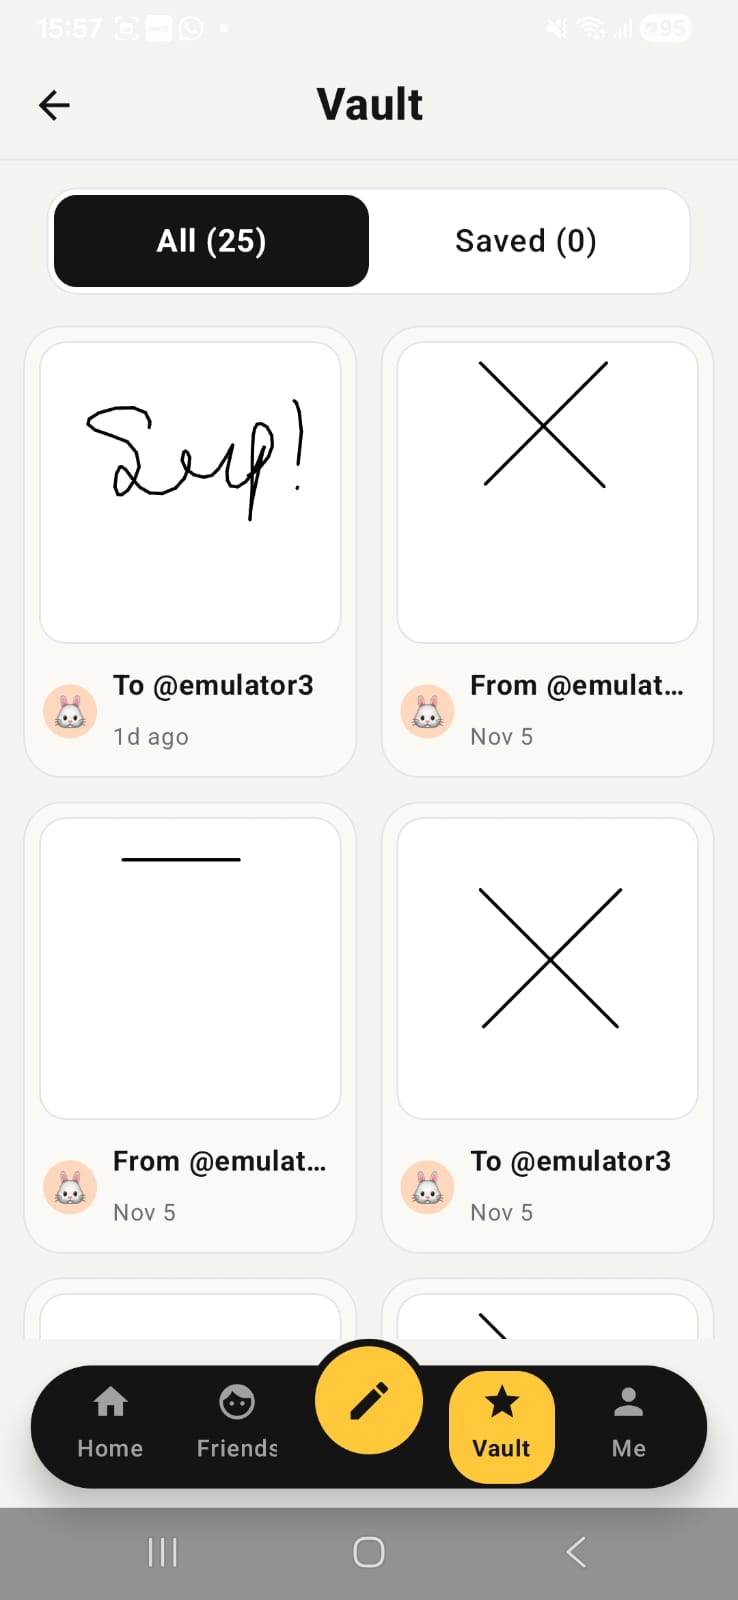 15:57
95
Vault
All (25)
Saved (0)
Sup!
To @emulator3
1d ago
From @emulat...
Nov 5
From @emulat...
Nov 5
To @emulator3
Nov 5
Home
Friends
Vault
Me